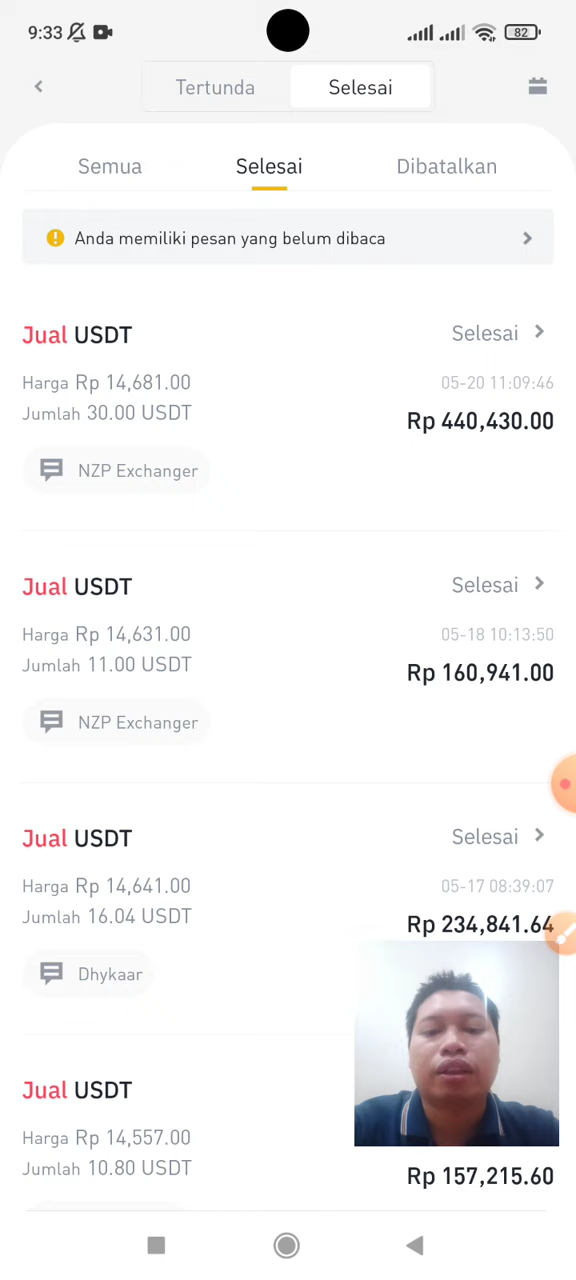 9:33
82
Tertunda
Selesai
Semua
Selesai
Dibatalkan
Anda memiliki pesan yang belum dibaca
Jual USDT
Selesai
Harga Rp 14,681.00
05-20 11:09:46
Jumlah 30.00 USDT
Rp 440,430.00
NZP Exchanger
Jual USDT
Selesai
Harga Rp 14,631.00
05-18 10:13:50
Jumlah 11.00 USDT
Rp 160,941.00
NZP Exchanger
Jual USDT
Selesai
Harga Rp 14,641.00
05-17 08:39:07
Jumlah 16.04 USDT
Rp 234,841.64
Dhykaar
Jual USDT
Harga Rp 14,557.00
Jumlah 10.80 USDT
Rp 157,215.60